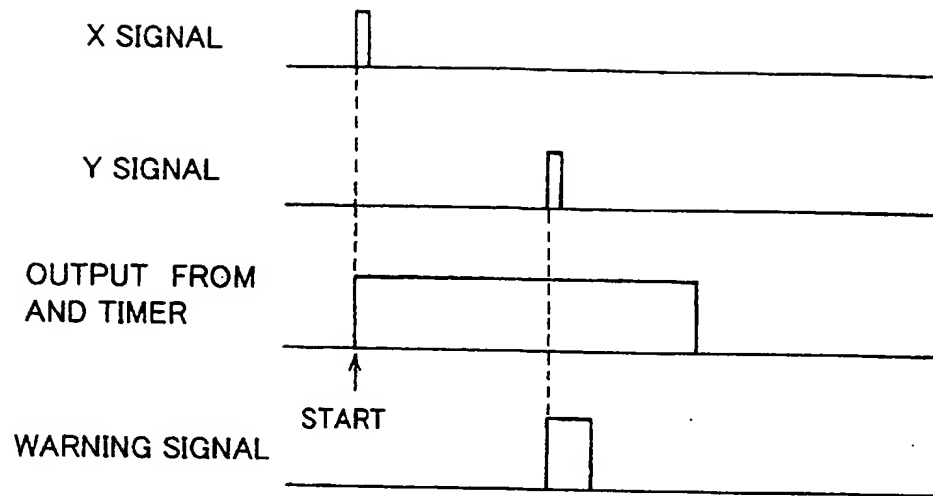 X SIGNAL
Y SIGNAL
OUTPUT FROM
AND TIMER
START
WARNING SIGNAL